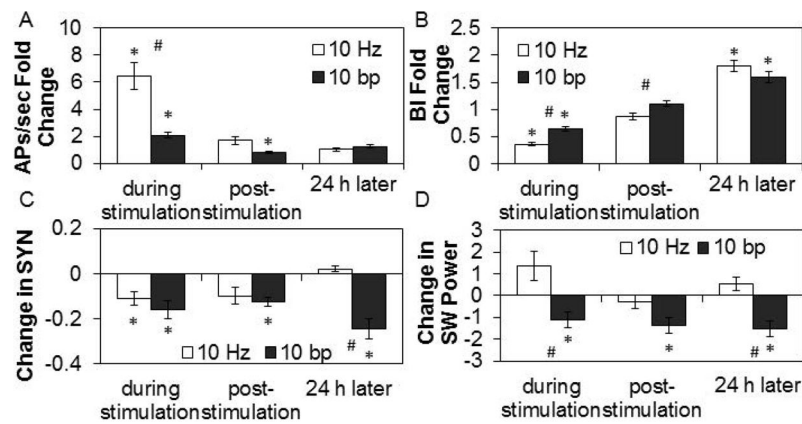 A
APs/sec Fold
Change
10
8
6
4
2
0
* #
*
*
10 Hz
10 bp
during
stimulation
post-
stimulation
24 h later
B
BI Fold
Change
2.5
2
1.5
1
0.5
0
# *
*
#
*
*
10 Hz
10 bp
during
stimulation
post-
stimulation
24 h later
C
Change in SYN
0.2
0
-0.2
-0.4
*
*
*
#
*
10 Hz 10 bp
during
stimulation
post-
stimulation
24 h later
D
Change in
SW Power
3
2
1
0
-1
-2
-3
10 Hz 10 bp
# *
*
# *
during
stimulation
post-
stimulation
24 h later